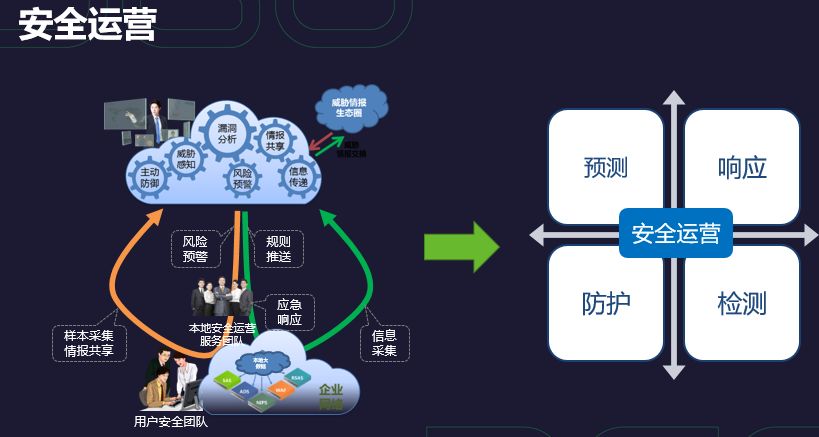 安全运营
威胁情报
生态圈
漏洞
分析
情报
共享
威胁
感知
主动
防御
风险
预警
信息
传递
威胁
情报交换
风险
预警
规则
推送
应急
响应
样本采集
情报共享
信息
采集
本地安全运营
服务团队
用户安全团队
本地大
数据
SAS
ADS
NIPS
WAF
RSAS
企业
网络
预测
响应
安全运营
防护
检测